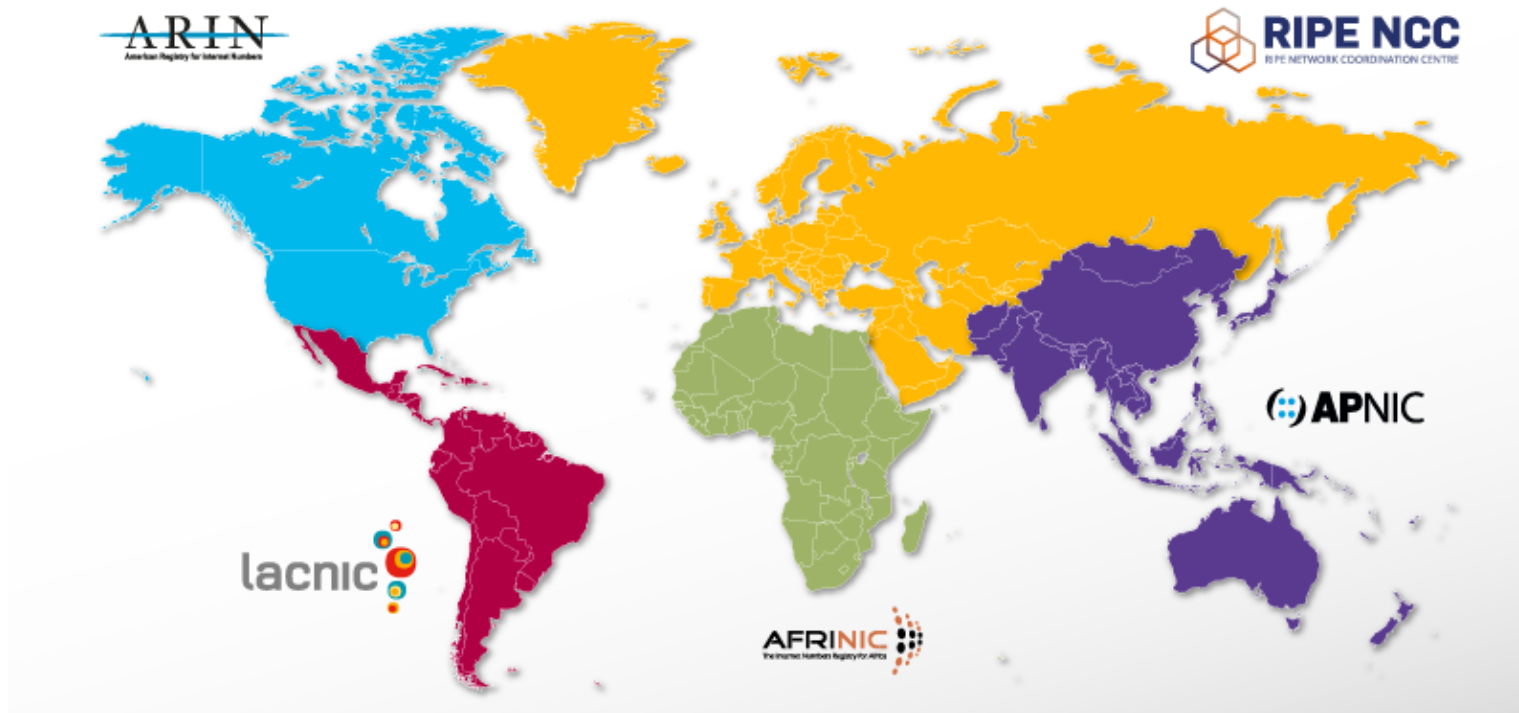 ARIN
American Registry for Internet Numbers
RIPE NCC
RIPE NETWORK COORDINATION CENTRE
APNIC
lacnic
AFRINIC
The Internet Numbers Registry for Africa